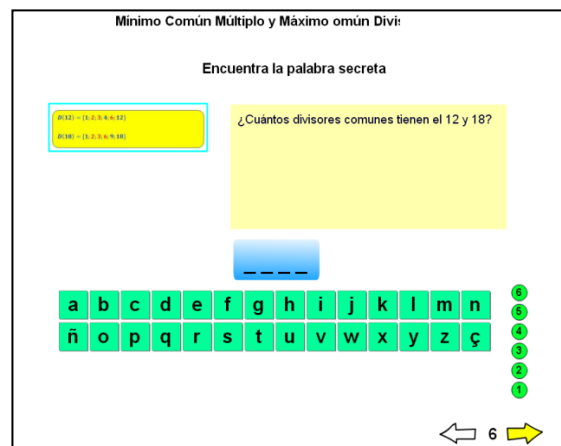 Mínimo Común Múltiplo y Máximo omún Divi
Encuentra la palabra secreta
D(12) = {1; 2; 3; 4; 6; 12}
D(18) = {1; 2; 3; 6; 9; 18}
¿Cuántos divisores comunes tienen el 12 y 18?
_ _ _ _
a b c d e f g h i j k l m n
ñ o p q r s t u v w x y z ç
6
5
4
3
2
1
6